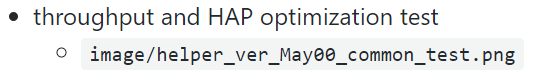 throughput and HAP optimization test
image/helper_ver_May00_common_test.png